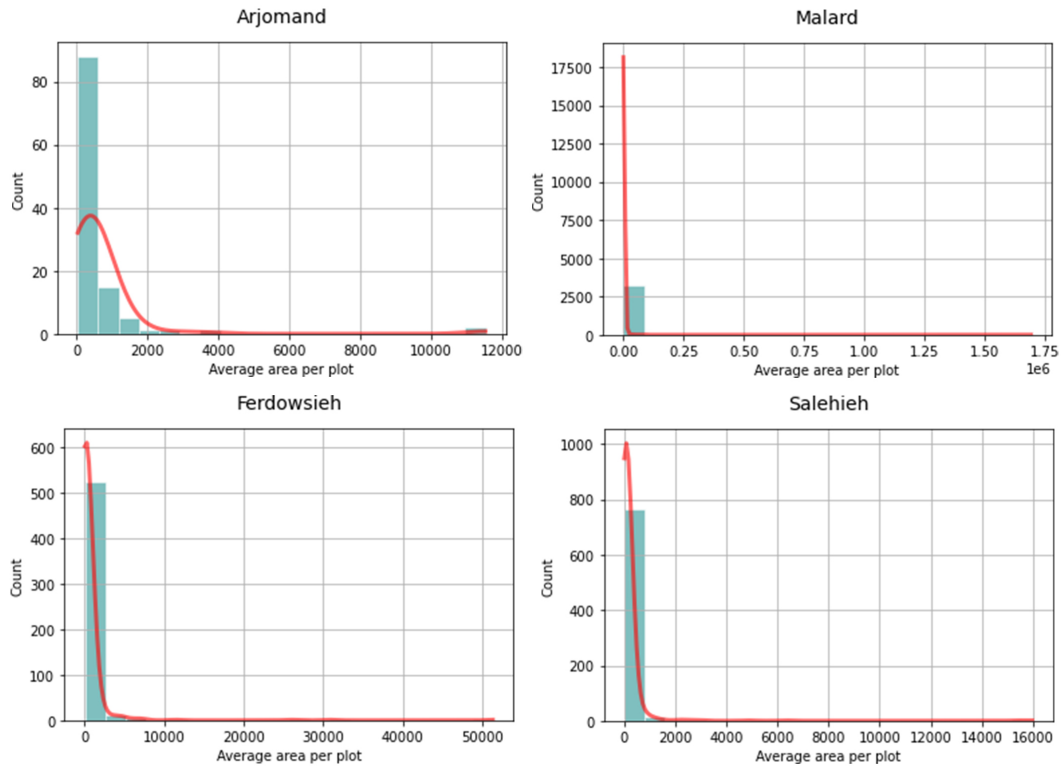 Arjomand
80
60
40
20
0
Count
0 2000 4000 6000 8000 10000 12000
Average area per plot
Malard
17500
15000
12500
10000
7500
5000
2500
0
Count
0.00 0.25 0.50 0.75 1.00 1.25 1.50 1.75
1e6
Average area per plot
Ferdowsieh
600
500
400
300
200
100
0
Count
0 10000 20000 30000 40000 50000
Average area per plot
Salehieh
1000
800
600
400
200
0
Count
0 2000 4000 6000 8000 10000 12000 14000 16000
Average area per plot